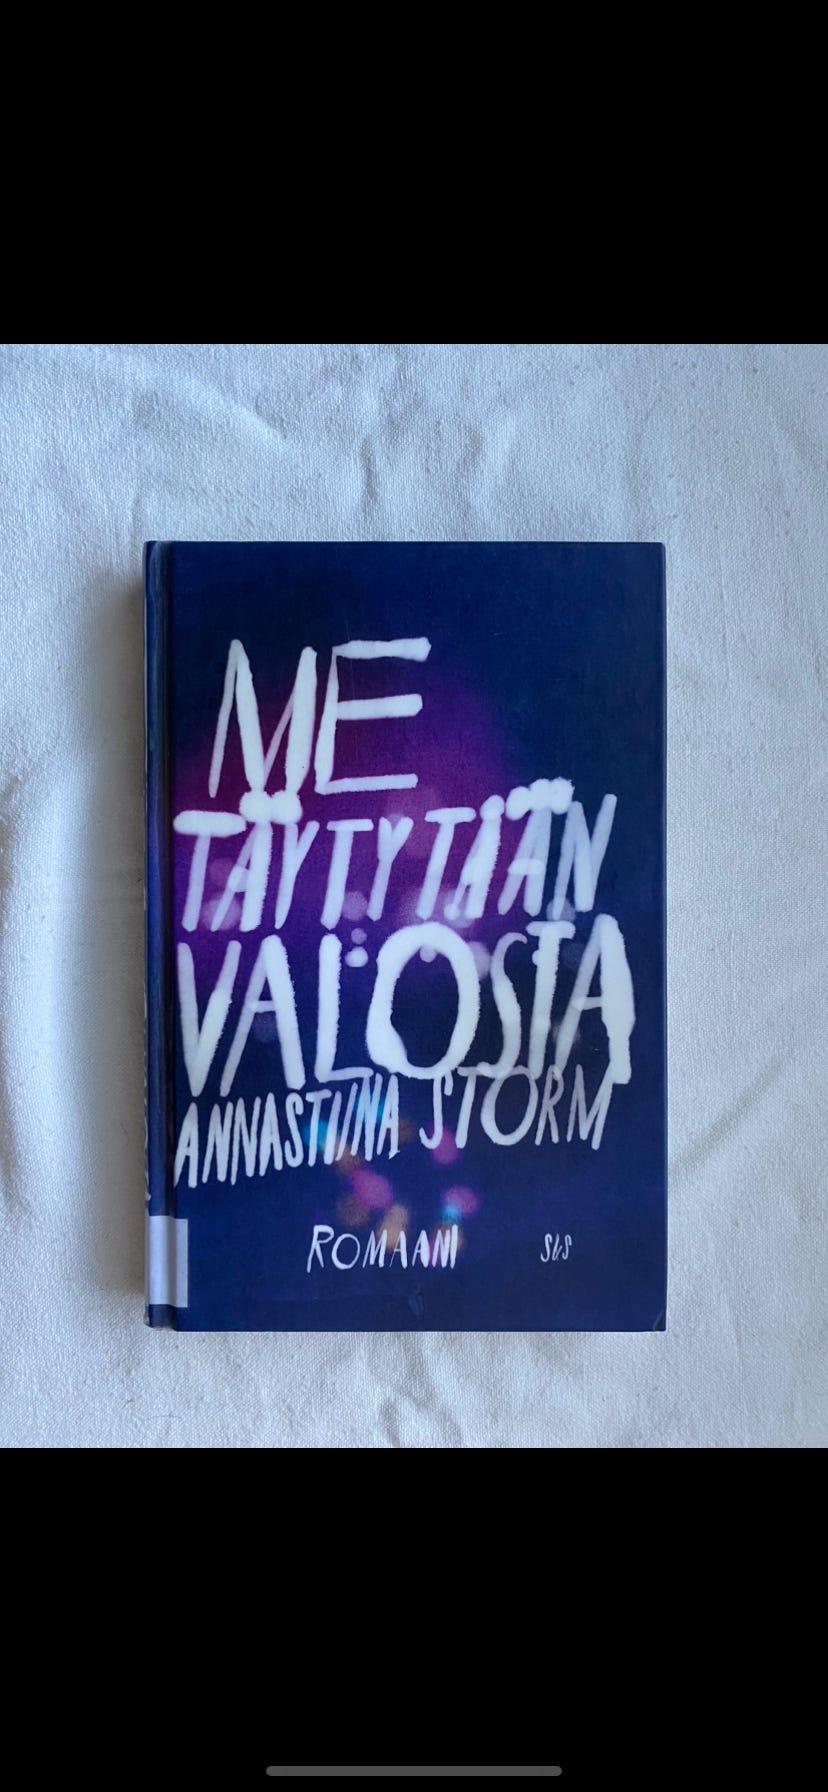 ME
TÄYTYTÄÄN
VALOSTA
ANNASTIINA STORM
ROMAANI S&S